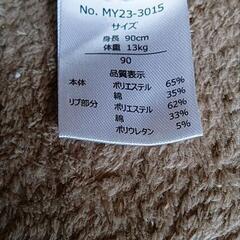 No. MY23-3015
サイズ
身長 90cm
体重 13kg
90
品質表示
本体 ポリエステル 65%
綿 35%
リブ部分 ポリエステル 62%
綿 33%
ポリウレタン 5%